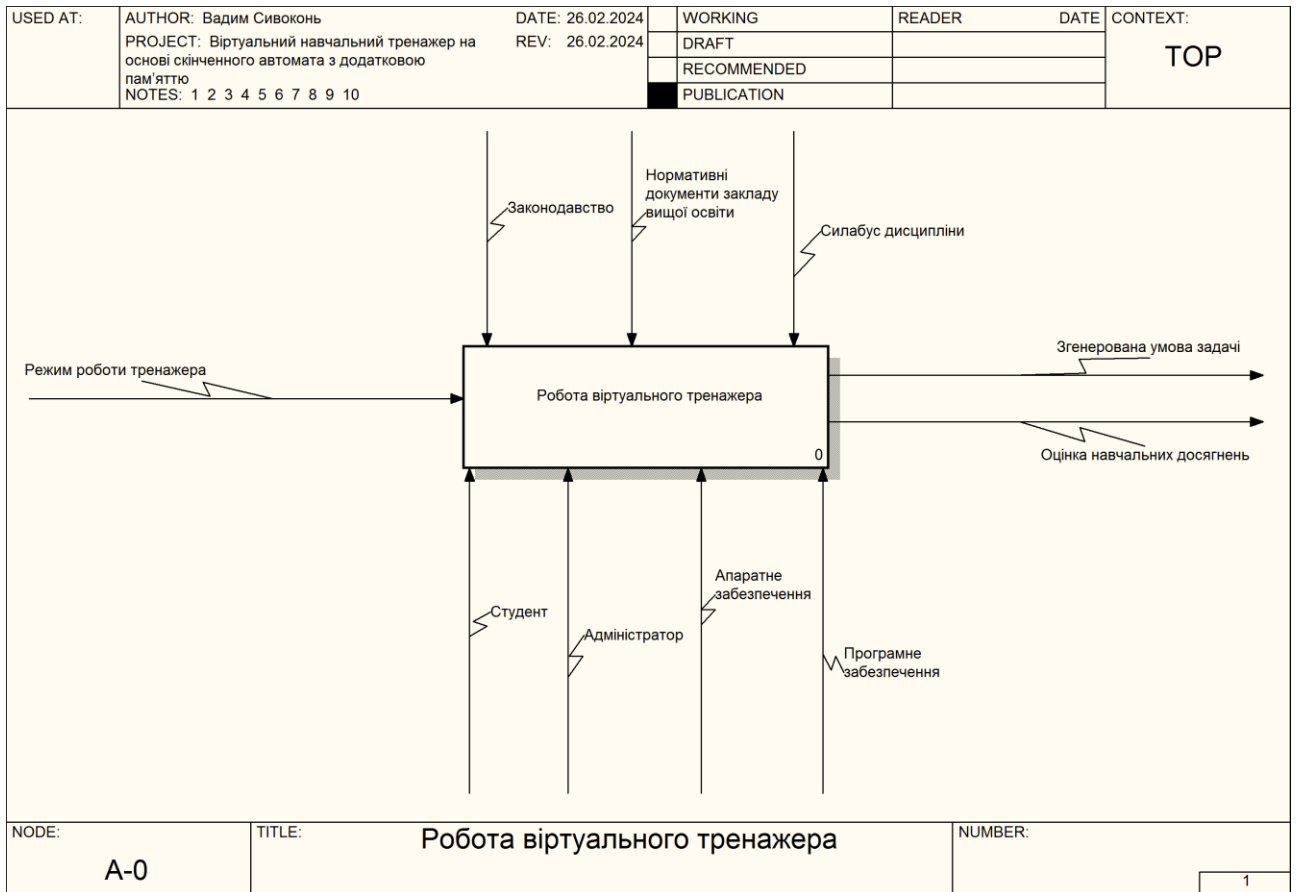 USED AT:
AUTHOR: Вадим Сивоконь
DATE: 26.02.2024
PROJECT: Віртуальний навчальний тренажер на
основі скінченного автомата з додатковою
пам'яттю
REV: 26.02.2024
NOTES: 1 2 3 4 5 6 7 8 9 10
WORKING
DRAFT
RECOMMENDED
PUBLICATION
READER DATE
CONTEXT:
TOP
Законодавство
Нормативні
документи закладу
вищої освіти
Силабус дисципліни
Режим роботи тренажера
Робота віртуального тренажера
0
Згенерована умова задачі
Оцінка навчальних досягнень
Студент
Адміністратор
Апаратне
забезпечення
Програмне
забезпечення
NODE:
A-0
TITLE:
Робота віртуального тренажера
NUMBER:
1